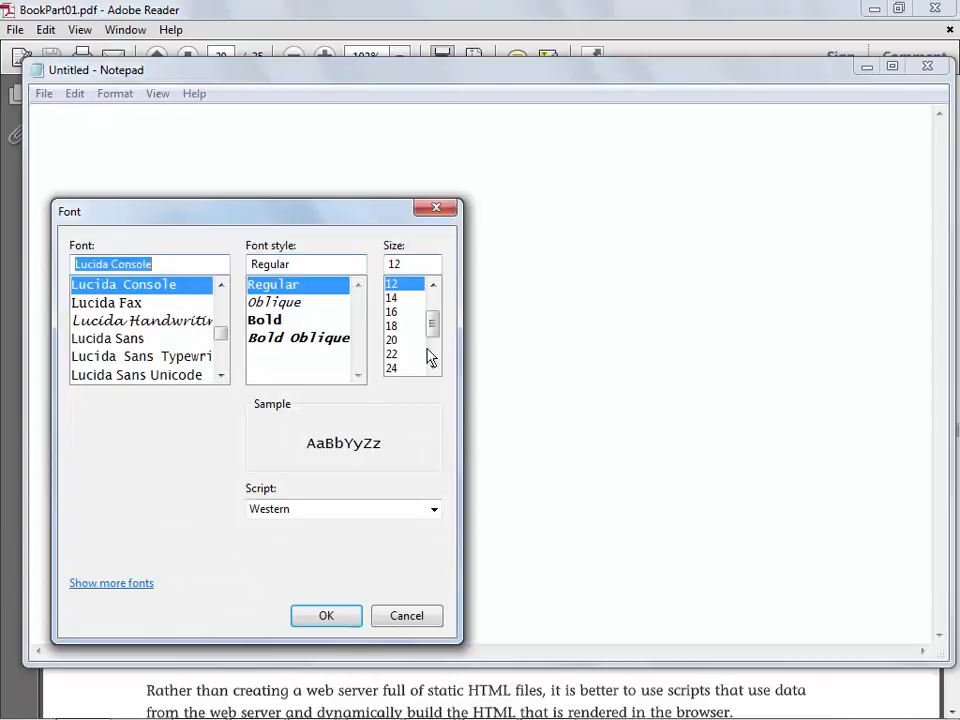 BookPart01.pdf - Adobe Reader
File Edit View Window Help
Untitled - Notepad
File Edit Format View Help
Font
Font: Font style: Size:
Lucida Console Regular 12
Lucida Console Regular 12
Lucida Fax Oblique 14
Lucida Handwritin Bold 16
Lucida Sans Bold Oblique 18
Lucida Sans Typewri 20
Lucida Sans Unicode 22
24
Sample
AaBbYyZz
Script:
Western
Show more fonts
OK Cancel
Rather than creating a web server full of static HTML files, it is better to use scripts that use data
from the web server and dynamically build the HTML that is rendered in the browser.